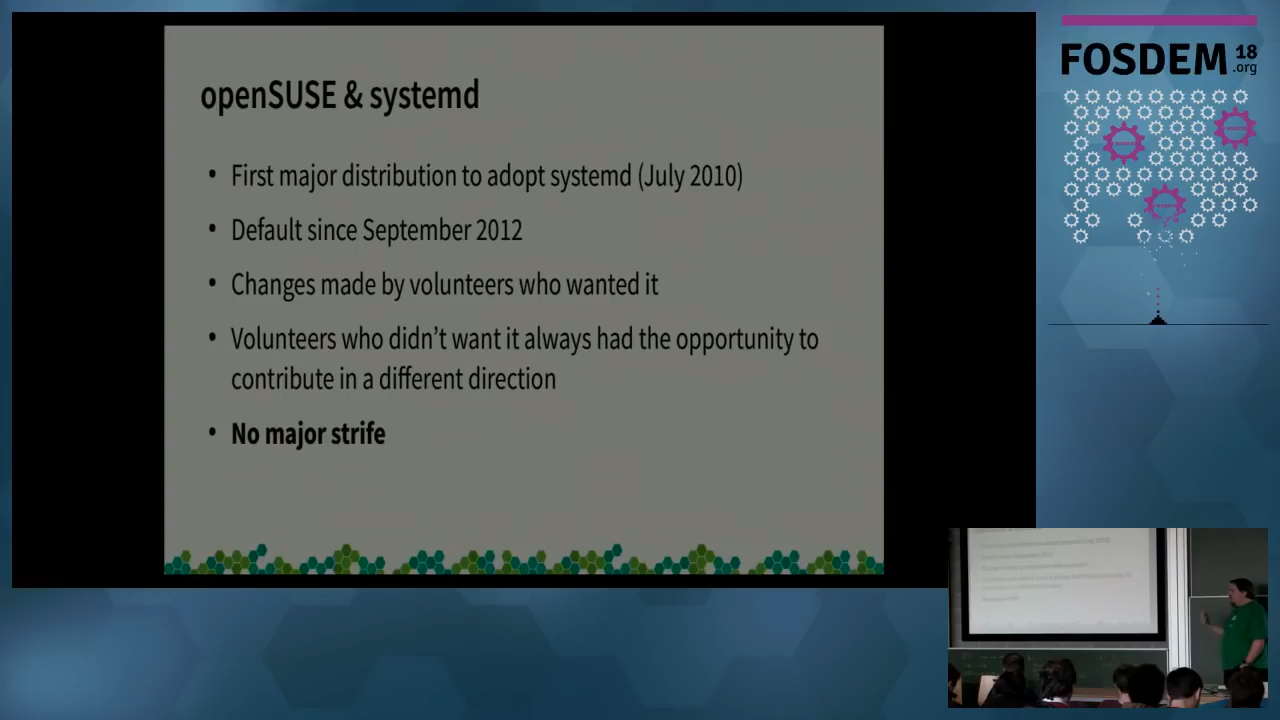 openSUSE & systemd
• First major distribution to adopt systemd (July 2010)
• Default since September 2012
• Changes made by volunteers who wanted it
• Volunteers who didn't want it always had the opportunity to
contribute in a different direction
• No major strife
FOSDEM 18
.org